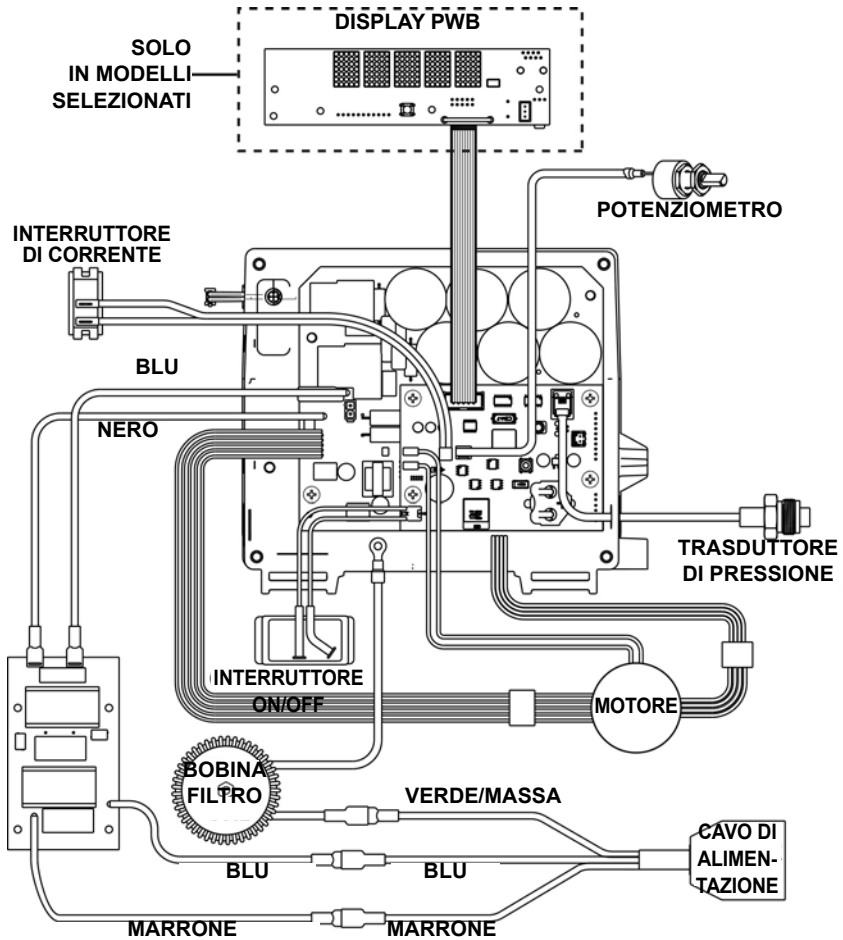 DISPLAY PWB
SOLO
IN MODELLI
SELEZIONATI
POTENZIOMETRO
INTERRUTTORE
DI CORRENTE
BLU
NERO
TRASDUTTORE
DI PRESSIONE
INTERRUTTORE
ON/OFF
MOTORE
BOBINA
FILTRO
VERDE/MASSA
CAVO DI
ALIMEN-
TAZIONE
BLU
BLU
MARRONE
MARRONE